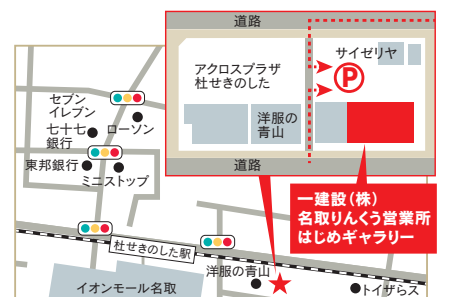 道路
サイゼリヤ
アクロスプラザ
杜せきのした
P
洋服の
青山
道路
セブン
イレブン
七十七
銀行
ローソン
東邦銀行
ミニストップ
一建設(株)
名取りんくう営業所
はじめギャラリー
杜せきのした駅
洋服の青山
イオンモール名取
トイザらス